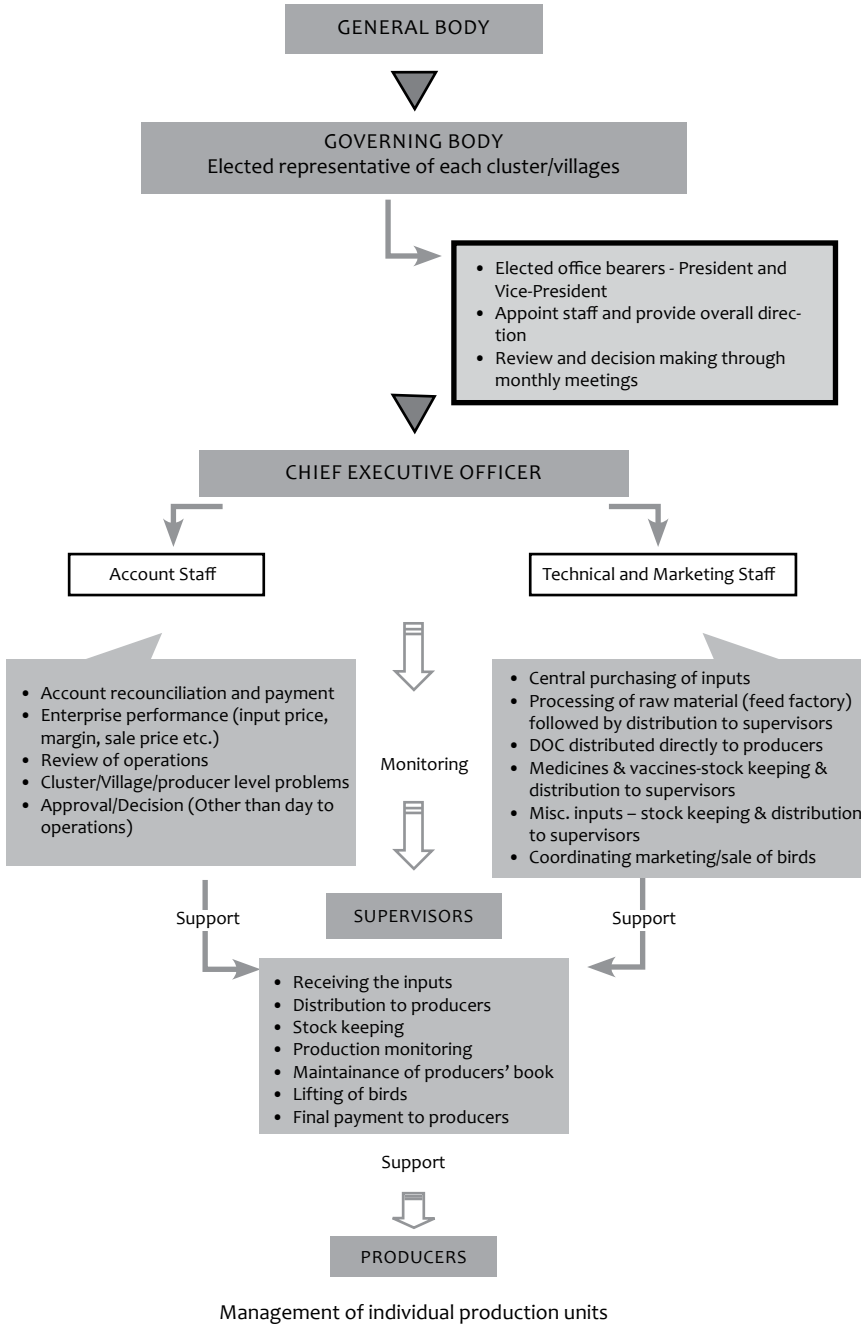 GENERAL BODY
GOVERNING BODY
Elected representative of each cluster/villages
• Elected office bearers - President and
Vice-President
• Appoint staff and provide overall direc-
tion
• Review and decision making through
monthly meetings
CHIEF EXECUTIVE OFFICER
Account Staff
Technical and Marketing Staff
• Account recounciliation and payment
• Enterprise performance (input price,
margin, sale price etc.)
• Review of operations
• Cluster/Village/producer level problems
• Approval/Decision (Other than day to
operations)
Monitoring
• Central purchasing of inputs
• Processing of raw material (feed factory)
followed by distribution to supervisors
• DOC distributed directly to producers
• Medicines & vaccines-stock keeping &
distribution to supervisors
• Misc. inputs – stock keeping & distribution
to supervisors
• Coordinating marketing/sale of birds
Support
SUPERVISORS
Support
• Receiving the inputs
• Distribution to producers
• Stock keeping
• Production monitoring
• Maintainance of producers’ book
• Lifting of birds
• Final payment to producers
Support
PRODUCERS
Management of individual production units